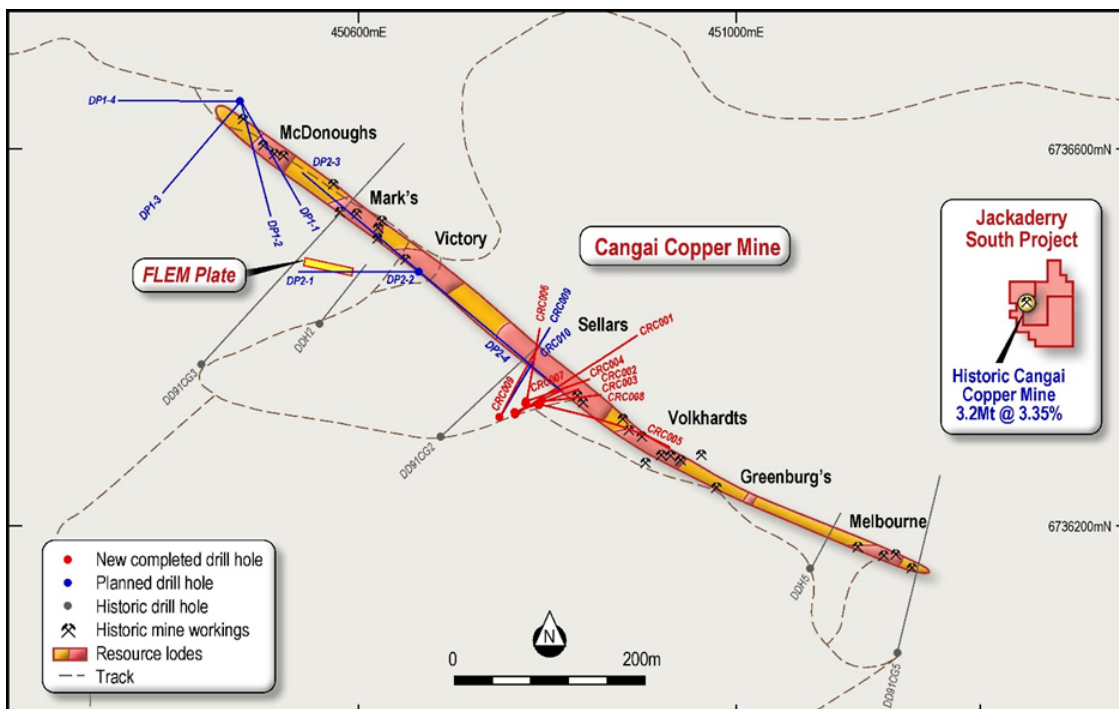 450600mE
451000mE
DP1-4
McDonoughs
6736600mN
DP2-3
DP1-3
DP1-2
DP1-1
Mark's
Victory
Cangai Copper Mine
Jackaderry
South Project
FLEM Plate
DP2-1
DP2-2
Historic Cangai
Copper Mine
3.2Mt @ 3.35%
DDH2
CRC006
CRC009
CRC010
Sellars
CRC001
DP2-4
DD91CG3
CRC004
CRC002
CRC003
CRC008
CRC007
CRC009
DD91CG2
Volkhardts
CRC005
Greenburg's
Melbourne
6736200mN
DDH5
DD91CG5
New completed drill hole
Planned drill hole
Historic drill hole
Historic mine workings
Resource lodes
Track
N
0
200m